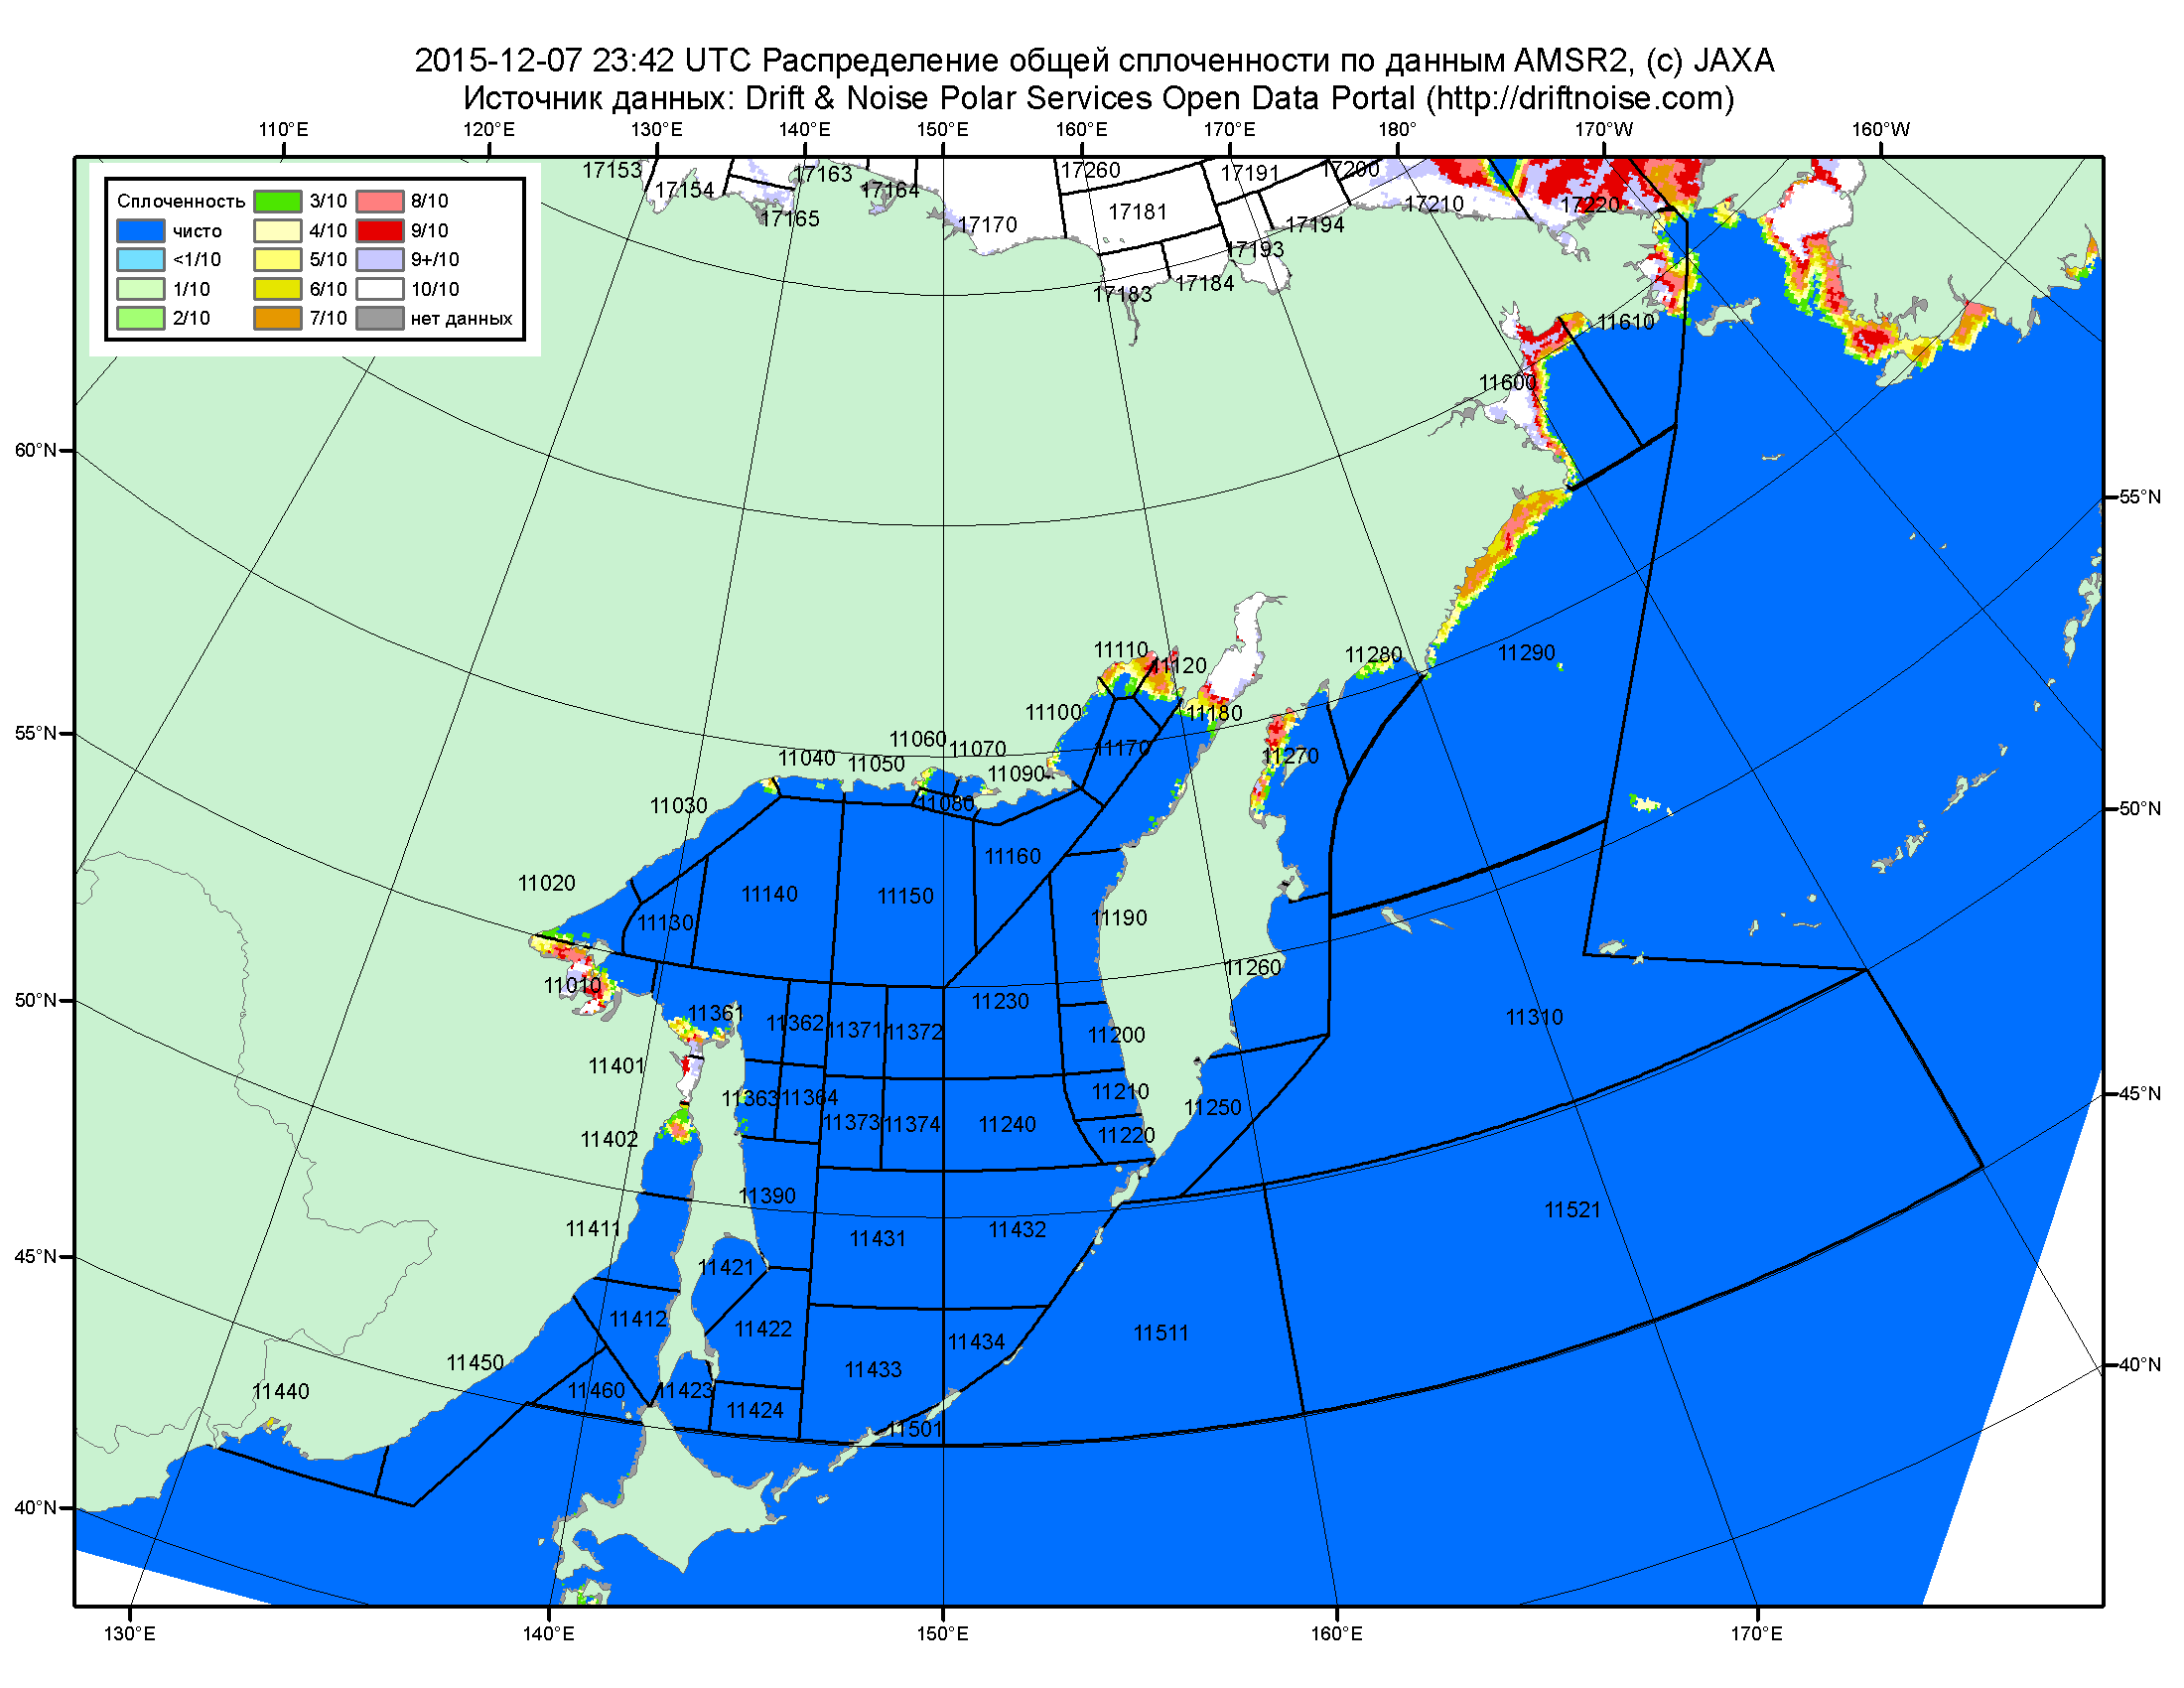 2015-12-07 23:42 UTC Распределение общей сплоченности по данным AMSR2, (c) JAXA
Источник данных: Drift & Noise Polar Services Open Data Portal (http://driftnoise.com)
110°E 120°E 130°E 140°E 150°E 160°E 170°E 180° 170°W 160°W
Сплоченность
чисто
<1/10
1/10
2/10
3/10
4/10
5/10
6/10
7/10
8/10
9/10
9+/10
10/10
нет данных
17153 17154 17163 17164 17165 17170 17260 17181 17191 17200
17183 17184 17193 17194 17210 17220
11610
11600
60°N
55°N
11110 11120 11280 11290
11100 11180
55°N
11060 11070 11170 11270
11040 11050 11090
11030 11080
50°N
11160
11020 11140 11150
11130 11190
11260
11010 11230
50°N
11361 11362 11371 11372 11200 11310
11401
11363 11364 11210
45°N
11373 11374 11240 11250
11402 11220
11390
11411 11431 11432 11521
45°N
11421
11412 11422 11434 11511
11450 11433
40°N
11440 11460 11423
11424
11501
40°N
130°E 140°E 150°E 160°E 170°E